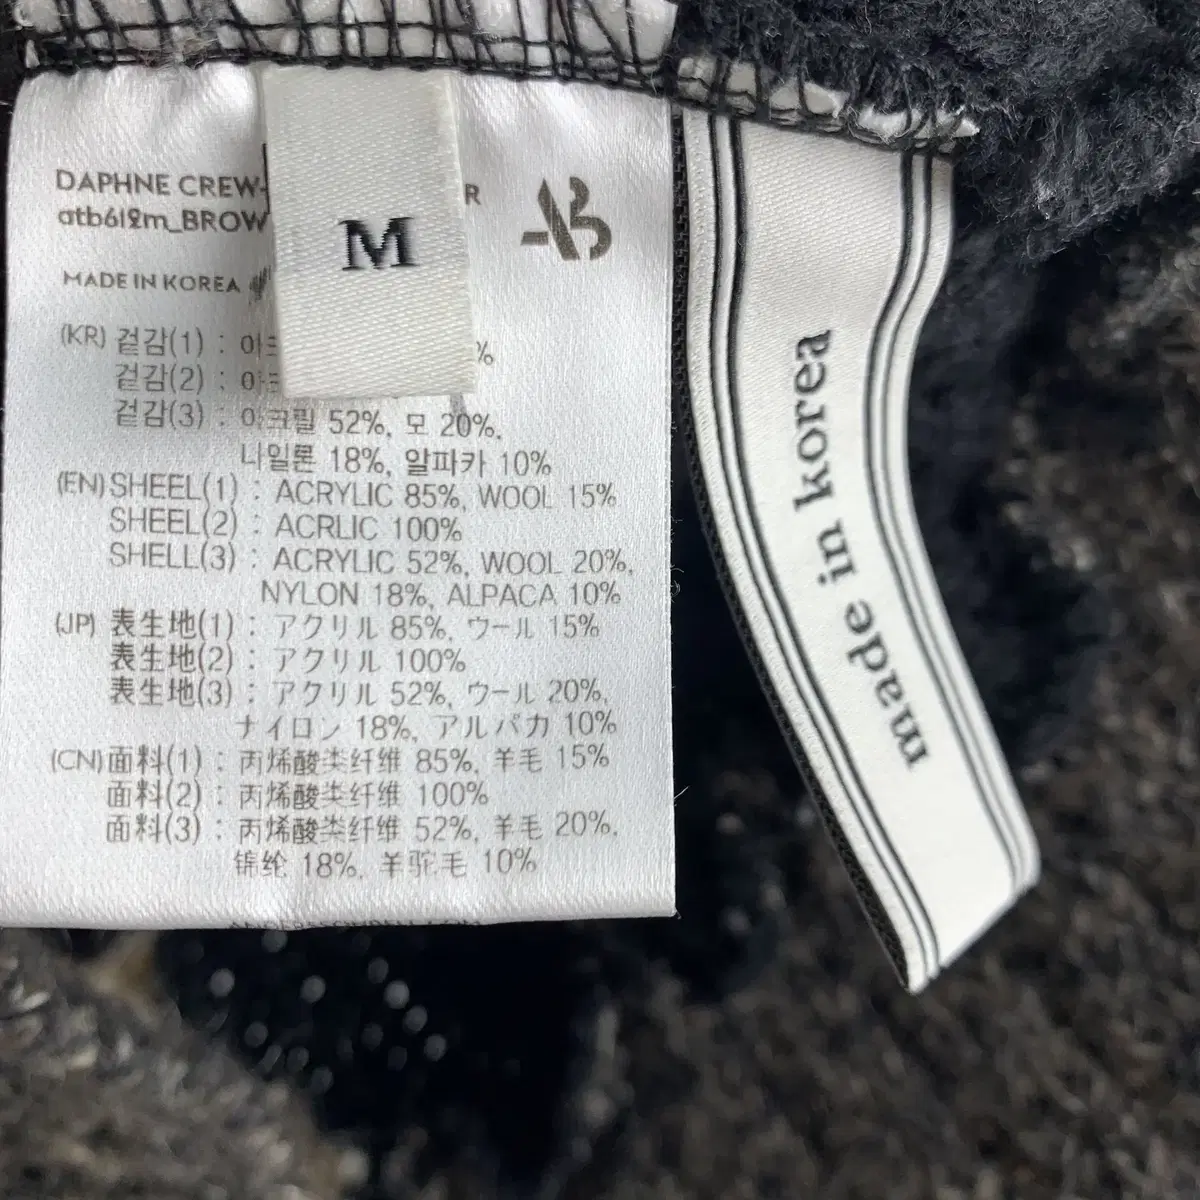 DAPHNE CREW-
atb612m_BROW
R
AB
M
MADE IN KOREA
(KR) 겉감(1) : 아크
%
겉감(2) : 아크
겉감(3) : 아크릴 52%, 모 20%,
나일론 18%, 알파카 10%
(EN) SHEEL(1) : ACRYLIC 85%, WOOL 15%
SHEEL(2) : ACRLIC 100%
SHELL(3) : ACRYLIC 52%, WOOL 20%,
NYLON 18%, ALPACA 10%
(JP) 表生地(1) : アクリル 85%, ウール 15%
表生地(2) : アクリル 100%
表生地(3) : アクリル 52%, ウール 20%,
ナイロン 18%, アルパカ 10%
(CN) 面料(1) : 丙烯酸类纤维 85%, 羊毛 15%
面料(2) : 丙烯酸类纤维 100%
面料(3) : 丙烯酸类纤维 52%, 羊毛 20%,
锦纶 18%, 羊驼毛 10%
made in korea